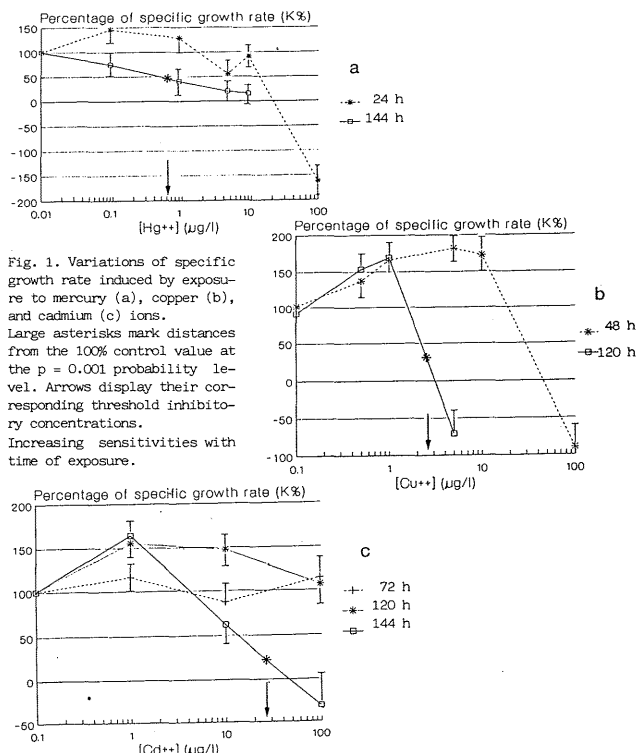 Percentage of specific growth rate (K%)
150
100
50
0
-50
-100
-150
-200
0.01 0.1 1 10 100
[Hg++] (µg/l)
a
24 h
144 h
Percentage of specific growth rate (K%)
200
150
100
50
0
-50
-100
0.1 1 10 100
[Cu++] (µg/l)
b
48 h
120 h
Fig. 1. Variations of specific
growth rate induced by exposu-
re to mercury (a), copper (b),
and cadmium (c) ions.
Large asterisks mark distances
from the 100% control value at
the p = 0.001 probability le-
vel. Arrows display their cor-
responding threshold inhibito-
ry concentrations.
Increasing sensitivities with
time of exposure.
Percentage of specific growth rate (K%)
200
150
100
50
0
-50
0.1 1 10 100
[Cd++] (µg/l)
c
72 h
120 h
144 h